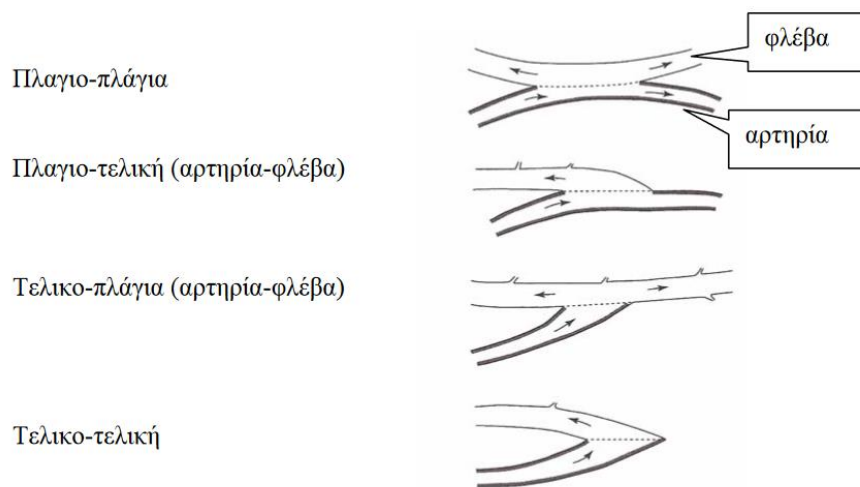 φλέβα
Πλαγιο-πλάγια
αρτηρία
Πλαγιο-τελική (αρτηρία-φλέβα)
Τελικο-πλάγια (αρτηρία-φλέβα)
Τελικο-τελική